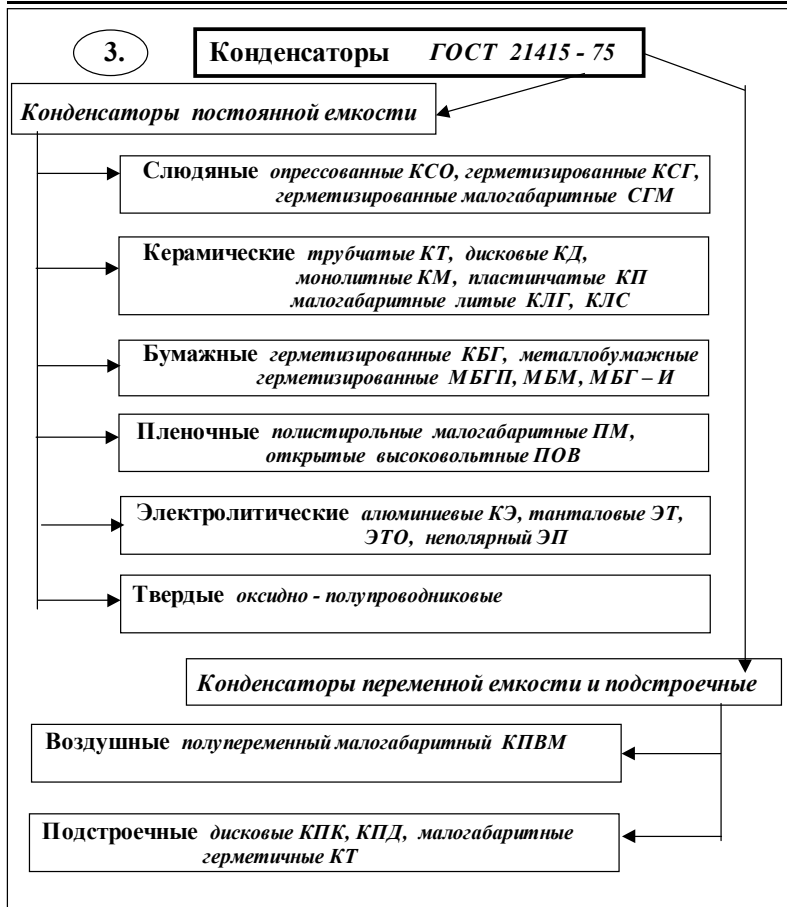 3. Конденсаторы ГОСТ 21415 - 75
Конденсаторы постоянной емкости
Слюдяные опрессованные КСО, герметизированные КСГ,
герметизированные малогабаритные СГМ
Керамические трубчатые КТ, дисковые КД,
монолитные КМ, пластинчатые КП
малогабаритные литые КЛГ, КЛС
Бумажные герметизированные КБГ, металлобумажные
герметизированные МБГП, МБМ, МБГ – И
Пленочные полистирольные малогабаритные ПМ,
открытые высоковольтные ПОВ
Электролитические алюминиевые КЭ, танталовые ЭТ,
ЭТО, неполярный ЭП
Твердые оксидно - полупроводниковые
Конденсаторы переменной емкости и подстроечные
Воздушные полупеременный малогабаритный КПВМ
Подстроечные дисковые КПК, КПД, малогабаритные
герметичные КТ